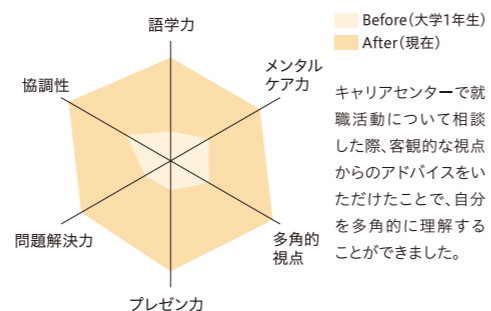 語学力
メンタル
ケア力
多角的
視点
プレゼン力
問題解決力
協調性
Before（大学1年生）
After（現在）
キャリアセンターで就
職活動について相談
した際、客観的な視点
からのアドバイスをい
ただけたことで、自分
を多角的に理解する
ことができました。